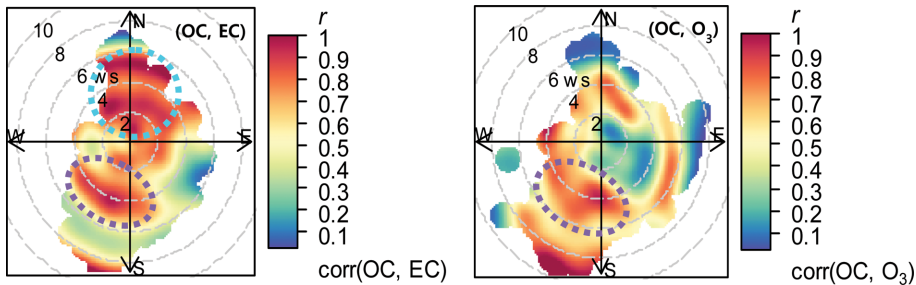 N
(OC, EC)
10
8
6 ws
4
2
W
E
S
r
1
0.9
0.8
0.7
0.6
0.5
0.4
0.3
0.2
0.1
corr(OC, EC)
N
(OC, O₃)
10
8
6 ws
4
2
W
E
S
r
1
0.9
0.8
0.7
0.6
0.5
0.4
0.3
0.2
0.1
corr(OC, O₃)